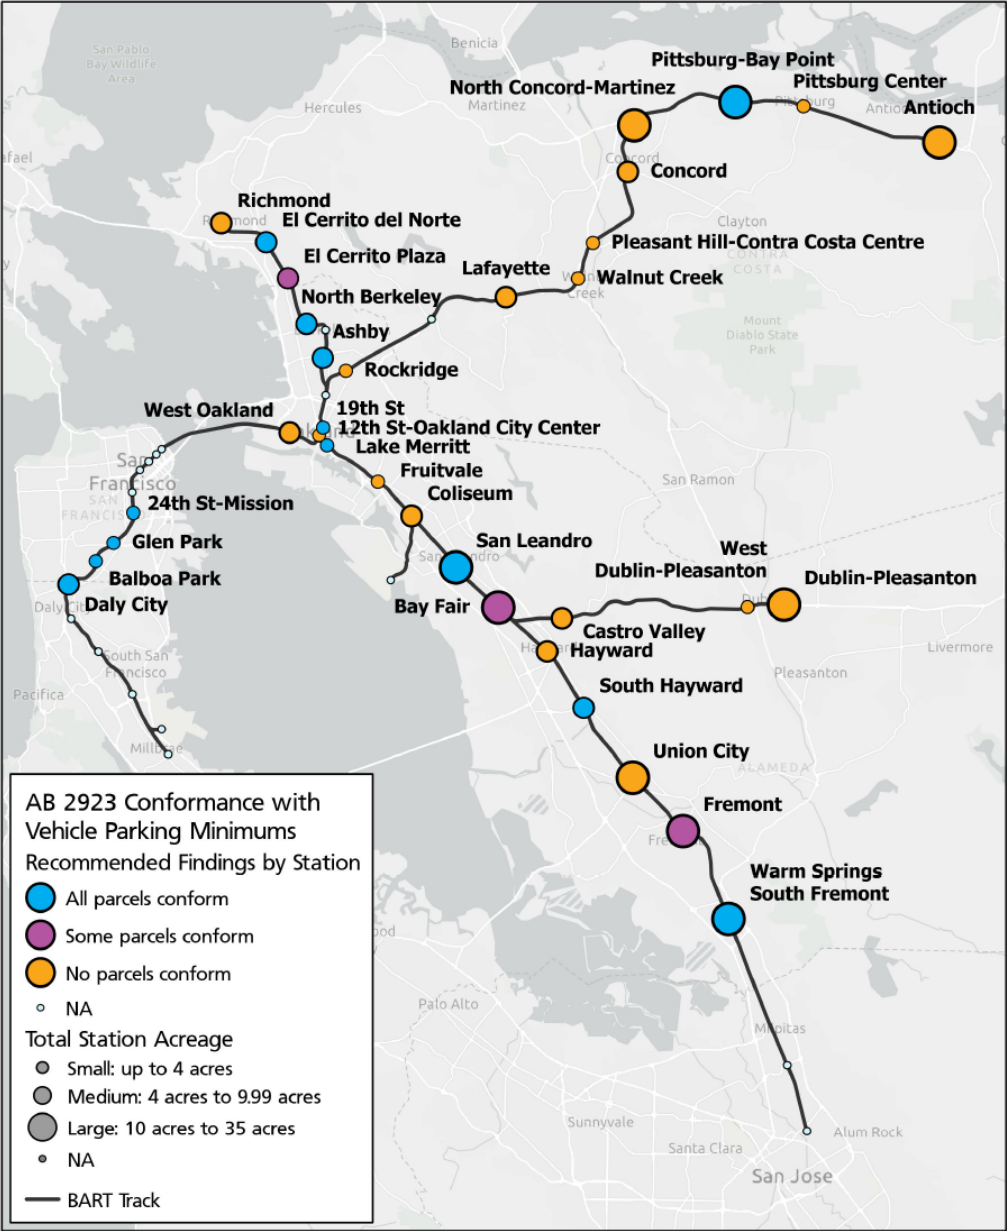 San Pablo
Bay Wildlife
Area
Benicia
Hercules
Martinez
Pittsburg-Bay Point
Pittsburg Center
North Concord-Martinez
Antioch
Concord
Concord
Clayton
CONTRA
COSTA
Richmond
El Cerrito del Norte
El Cerrito Plaza
Pleasant Hill-Contra Costa Centre
Lafayette
Walnut Creek
Creek
North Berkeley
Ashby
Mount
Diablo State
Park
Rockridge
West Oakland
19th St
12th St-Oakland City Center
Lake Merritt
Fruitvale
Coliseum
San
Francisco
SAN
San Ramon
24th St-Mission
Glen Park
Balboa Park
Daly City
San Leandro
West
Dublin-Pleasanton
Dublin-Pleasanton
Bay Fair
Castro Valley
Hayward
Livermore
Pleasanton
South San
Francisco
Pacifica
Millbrae
South Hayward
Union City
ALAMEDA
Fremont
Warm Springs
South Fremont
Palo Alto
Milpitas
Sunnyvale
Santa Clara
Alum Rock
San Jose
AB 2923 Conformance with
Vehicle Parking Minimums
Recommended Findings by Station
All parcels conform
Some parcels conform
No parcels conform
NA
Total Station Acreage
Small: up to 4 acres
Medium: 4 acres to 9.99 acres
Large: 10 acres to 35 acres
NA
BART Track